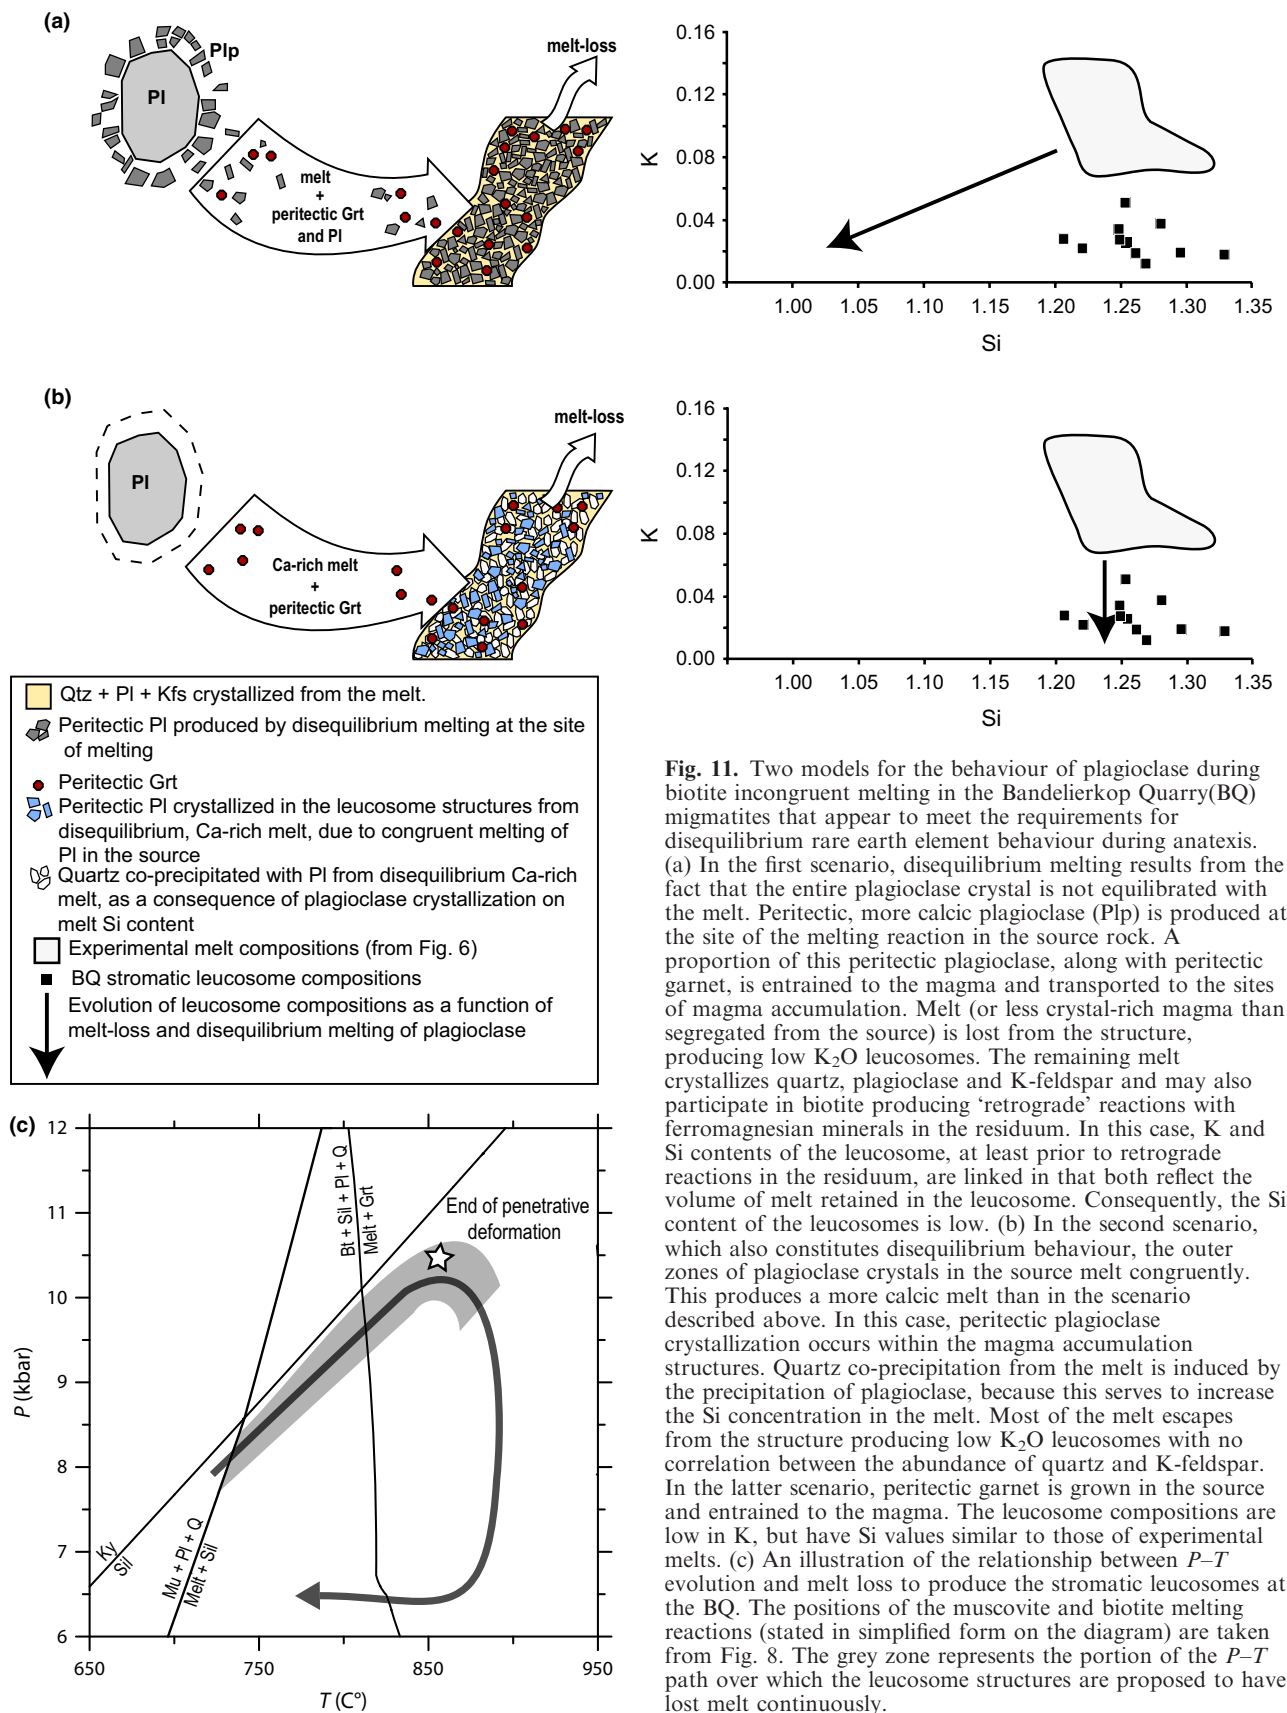 (a)
Plp
Pl
melt
+
peritectic Grt
and Pl
melt-loss
0.16
0.12
0.08
0.04
0.00
K
1.00 1.05 1.10 1.15 1.20 1.25 1.30 1.35
Si
(b)
Pl
Ca-rich melt
+
peritectic Grt
melt-loss
0.16
0.12
0.08
0.04
0.00
K
1.00 1.05 1.10 1.15 1.20 1.25 1.30 1.35
Si
Qtz + Pl + Kfs crystallized from the melt.
Peritectic Pl produced by disequilibrium melting at the site
of melting
Peritectic Grt
Peritectic Pl crystallized in the leucosome structures from
disequilibrium, Ca-rich melt, due to congruent melting of
Pl in the source
Quartz co-precipitated with Pl from disequilibrium Ca-rich
melt, as a consequence of plagioclase crystallization on
melt Si content
Experimental melt compositions (from Fig. 6)
BQ stromatic leucosome compositions
Evolution of leucosome compositions as a function of
melt-loss and disequilibrium melting of plagioclase
(c)
12
11
10
9
8
7
6
P (kbar)
650 750 850 950
T (C°)
Ky
Sil
Mu + Pl + Q
Melt + Sil
Bt + Sil + Pl + Q
Melt + Grt
End of penetrative
deformation
Fig. 11. Two models for the behaviour of plagioclase during
biotite incongruent melting in the Bandelierkop Quarry(BQ)
migmatites that appear to meet the requirements for
disequilibrium rare earth element behaviour during anatexis.
(a) In the first scenario, disequilibrium melting results from the
fact that the entire plagioclase crystal is not equilibrated with
the melt. Peritectic, more calcic plagioclase (Plp) is produced at
the site of the melting reaction in the source rock. A
proportion of this peritectic plagioclase, along with peritectic
garnet, is entrained to the magma and transported to the sites
of magma accumulation. Melt (or less crystal-rich magma than
segregated from the source) is lost from the structure,
producing low K₂O leucosomes. The remaining melt
crystallizes quartz, plagioclase and K-feldspar and may also
participate in biotite producing ‘retrograde’ reactions with
ferromagnesian minerals in the residuum. In this case, K and
Si contents of the leucosome, at least prior to retrograde
reactions in the residuum, are linked in that both reflect the
volume of melt retained in the leucosome. Consequently, the Si
content of the leucosomes is low. (b) In the second scenario,
which also constitutes disequilibrium behaviour, the outer
zones of plagioclase crystals in the source melt congruently.
This produces a more calcic melt than in the scenario
described above. In this case, peritectic plagioclase
crystallization occurs within the magma accumulation
structures. Quartz co-precipitation from the melt is induced by
the precipitation of plagioclase, because this serves to increase
the Si concentration in the melt. Most of the melt escapes
from the structure producing low K₂O leucosomes with no
correlation between the abundance of quartz and K-feldspar.
In the latter scenario, peritectic garnet is grown in the source
and entrained to the magma. The leucosome compositions are
low in K, but have Si values similar to those of experimental
melts. (c) An illustration of the relationship between P–T
evolution and melt loss to produce the stromatic leucosomes at
the BQ. The positions of the muscovite and biotite melting
reactions (stated in simplified form on the diagram) are taken
from Fig. 8. The grey zone represents the portion of the P–T
path over which the leucosome structures are proposed to have
lost melt continuously.